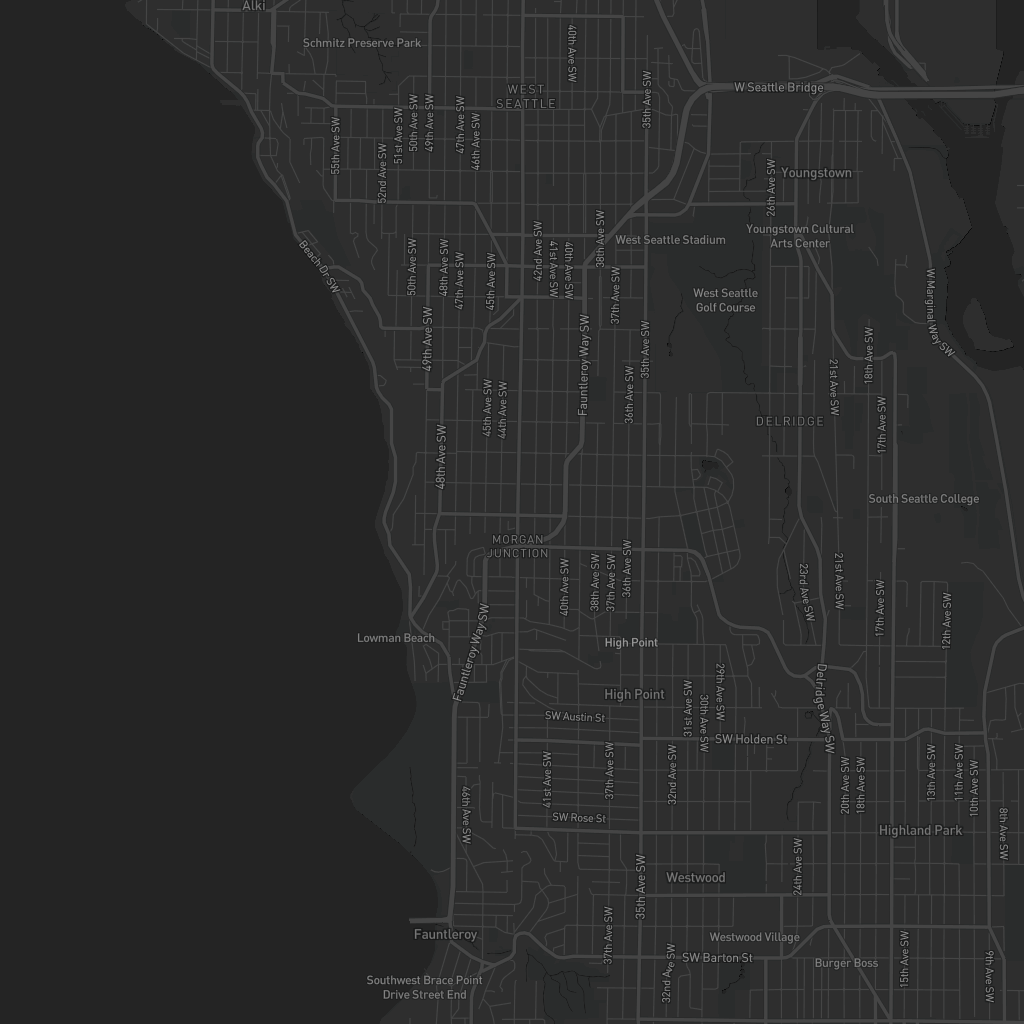 Alki
Schmitz Preserve Park
40th Ave SW
WEST
SEATTLE
W Seattle Bridge
35th Ave SW
55th Ave SW
52nd Ave SW
51st Ave SW
50th Ave SW
49th Ave SW
47th Ave SW
46th Ave SW
26th Ave SW
Youngstown
Youngstown Cultural
Arts Center
Beach Dr SW
50th Ave SW
48th Ave SW
47th Ave SW
45th Ave SW
42nd Ave SW
41st Ave SW
40th Ave SW
38th Ave SW
37th Ave SW
West Seattle Stadium
West Seattle
Golf Course
W Marginal Way SW
49th Ave SW
Fauntleroy Way SW
35th Ave SW
36th Ave SW
45th Ave SW
44th Ave SW
21st Ave SW
18th Ave SW
17th Ave SW
DELRIDGE
48th Ave SW
South Seattle College
MORGAN
JUNCTION
40th Ave SW
38th Ave SW
37th Ave SW
36th Ave SW
23rd Ave SW
21st Ave SW
17th Ave SW
12th Ave SW
Lowman Beach
Fauntleroy Way SW
High Point
High Point
29th Ave SW
31st Ave SW
30th Ave SW
Delridge Way SW
SW Austin St
SW Holden St
41st Ave SW
37th Ave SW
32nd Ave SW
20th Ave SW
18th Ave SW
13th Ave SW
11th Ave SW
10th Ave SW
46th Ave SW
SW Rose St
Highland Park
8th Ave SW
35th Ave SW
Westwood
24th Ave SW
Fauntleroy
37th Ave SW
Westwood Village
32nd Ave SW
SW Barton St
Burger Boss
15th Ave SW
9th Ave SW
Southwest Brace Point
Drive Street End